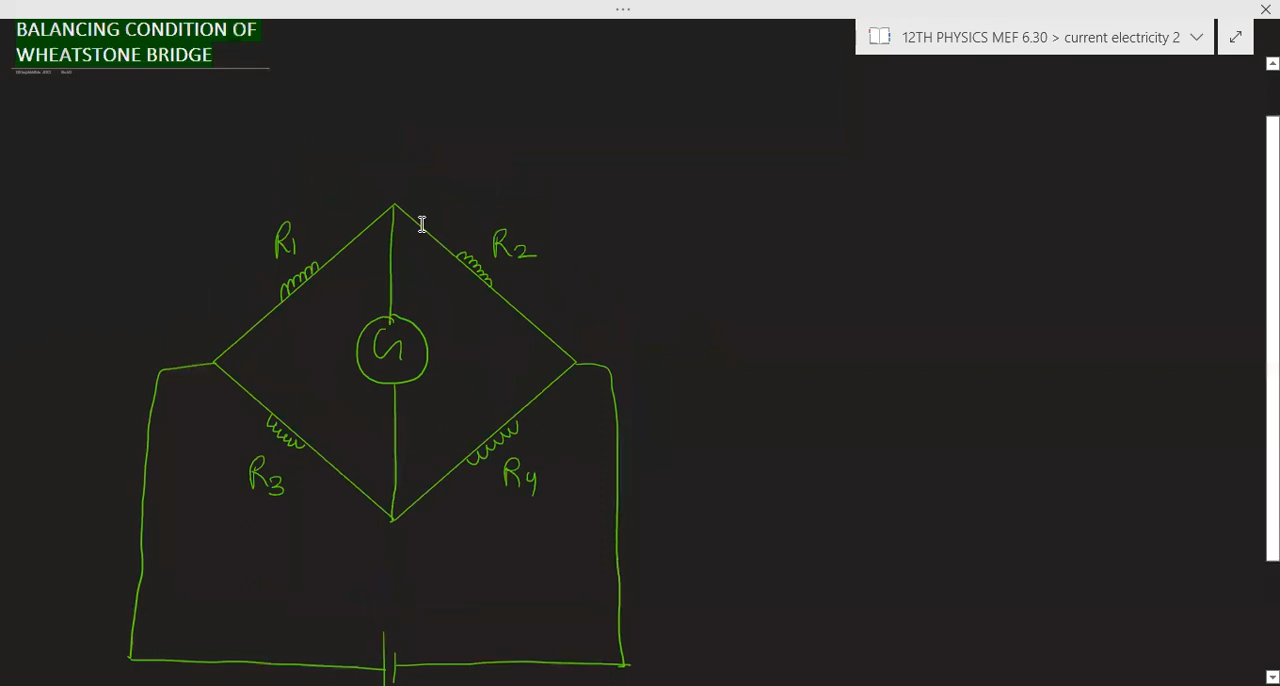 BALANCING CONDITION OF
WHEATSTONE BRIDGE
12TH PHYSICS MEF 6.30 > current electricity 2
R1
R2
G
R3
R4